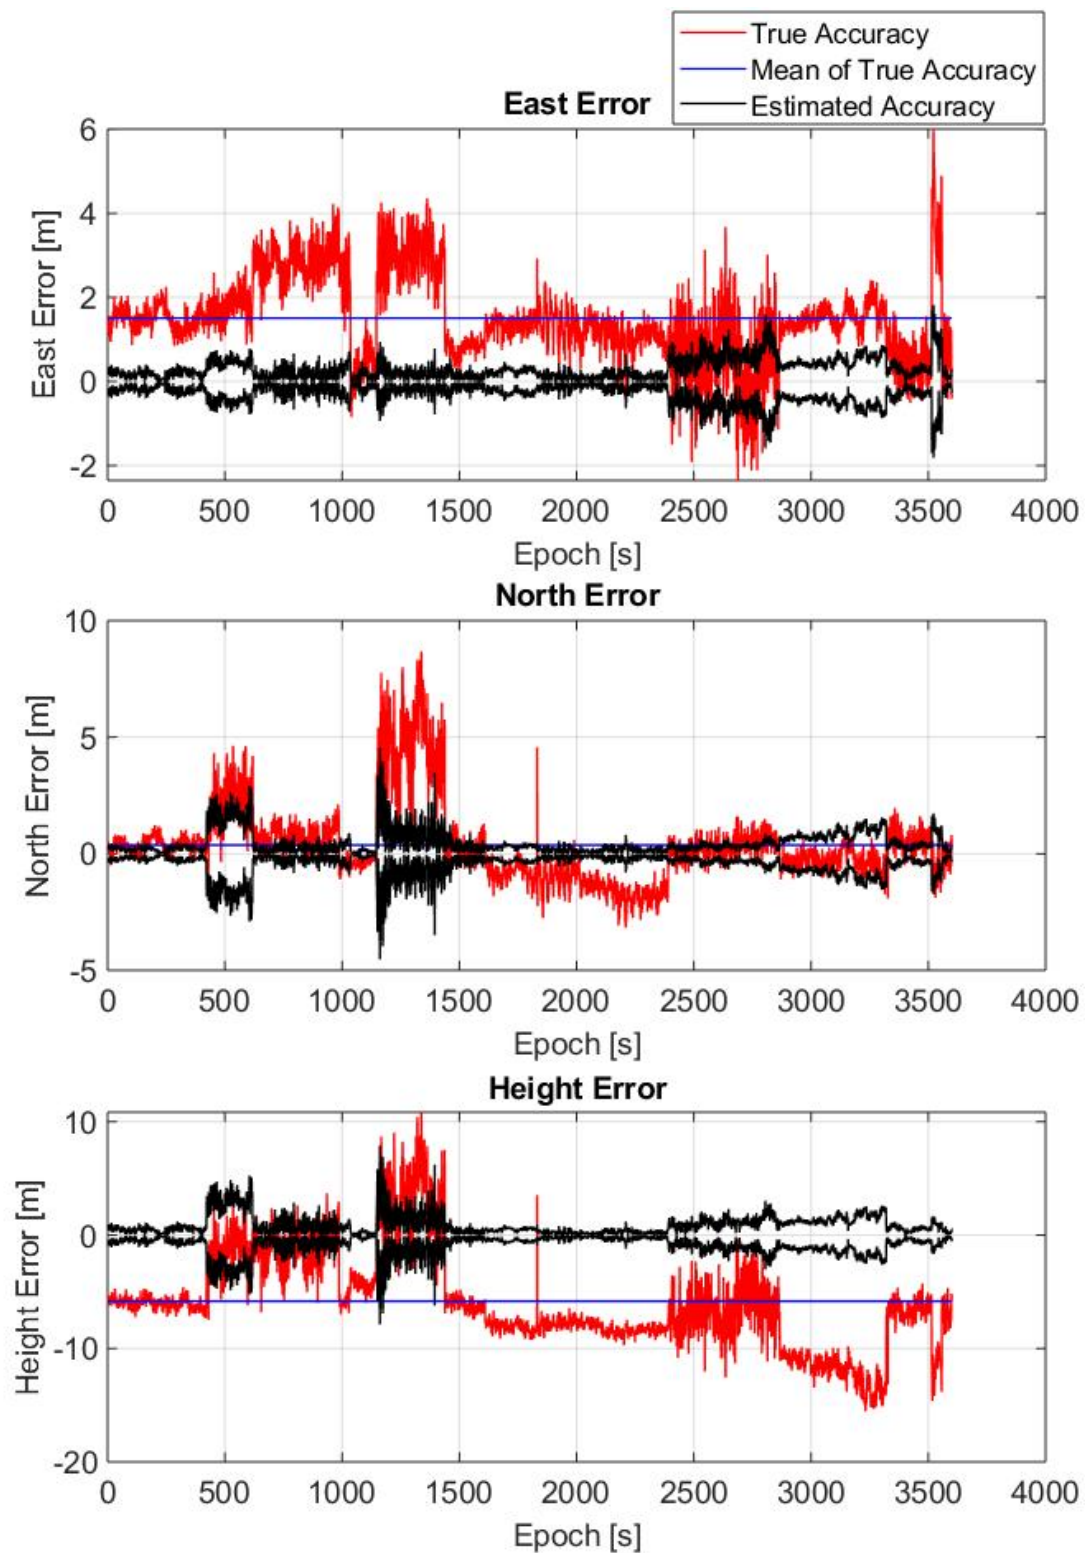 True Accuracy
Mean of True Accuracy
Estimated Accuracy
East Error
East Error [m]
6
4
2
0
-2
0 500 1000 1500 2000 2500 3000 3500 4000
Epoch [s]
North Error
North Error [m]
10
5
0
-5
0 500 1000 1500 2000 2500 3000 3500 4000
Epoch [s]
Height Error
Height Error [m]
10
0
-10
-20
0 500 1000 1500 2000 2500 3000 3500 4000
Epoch [s]